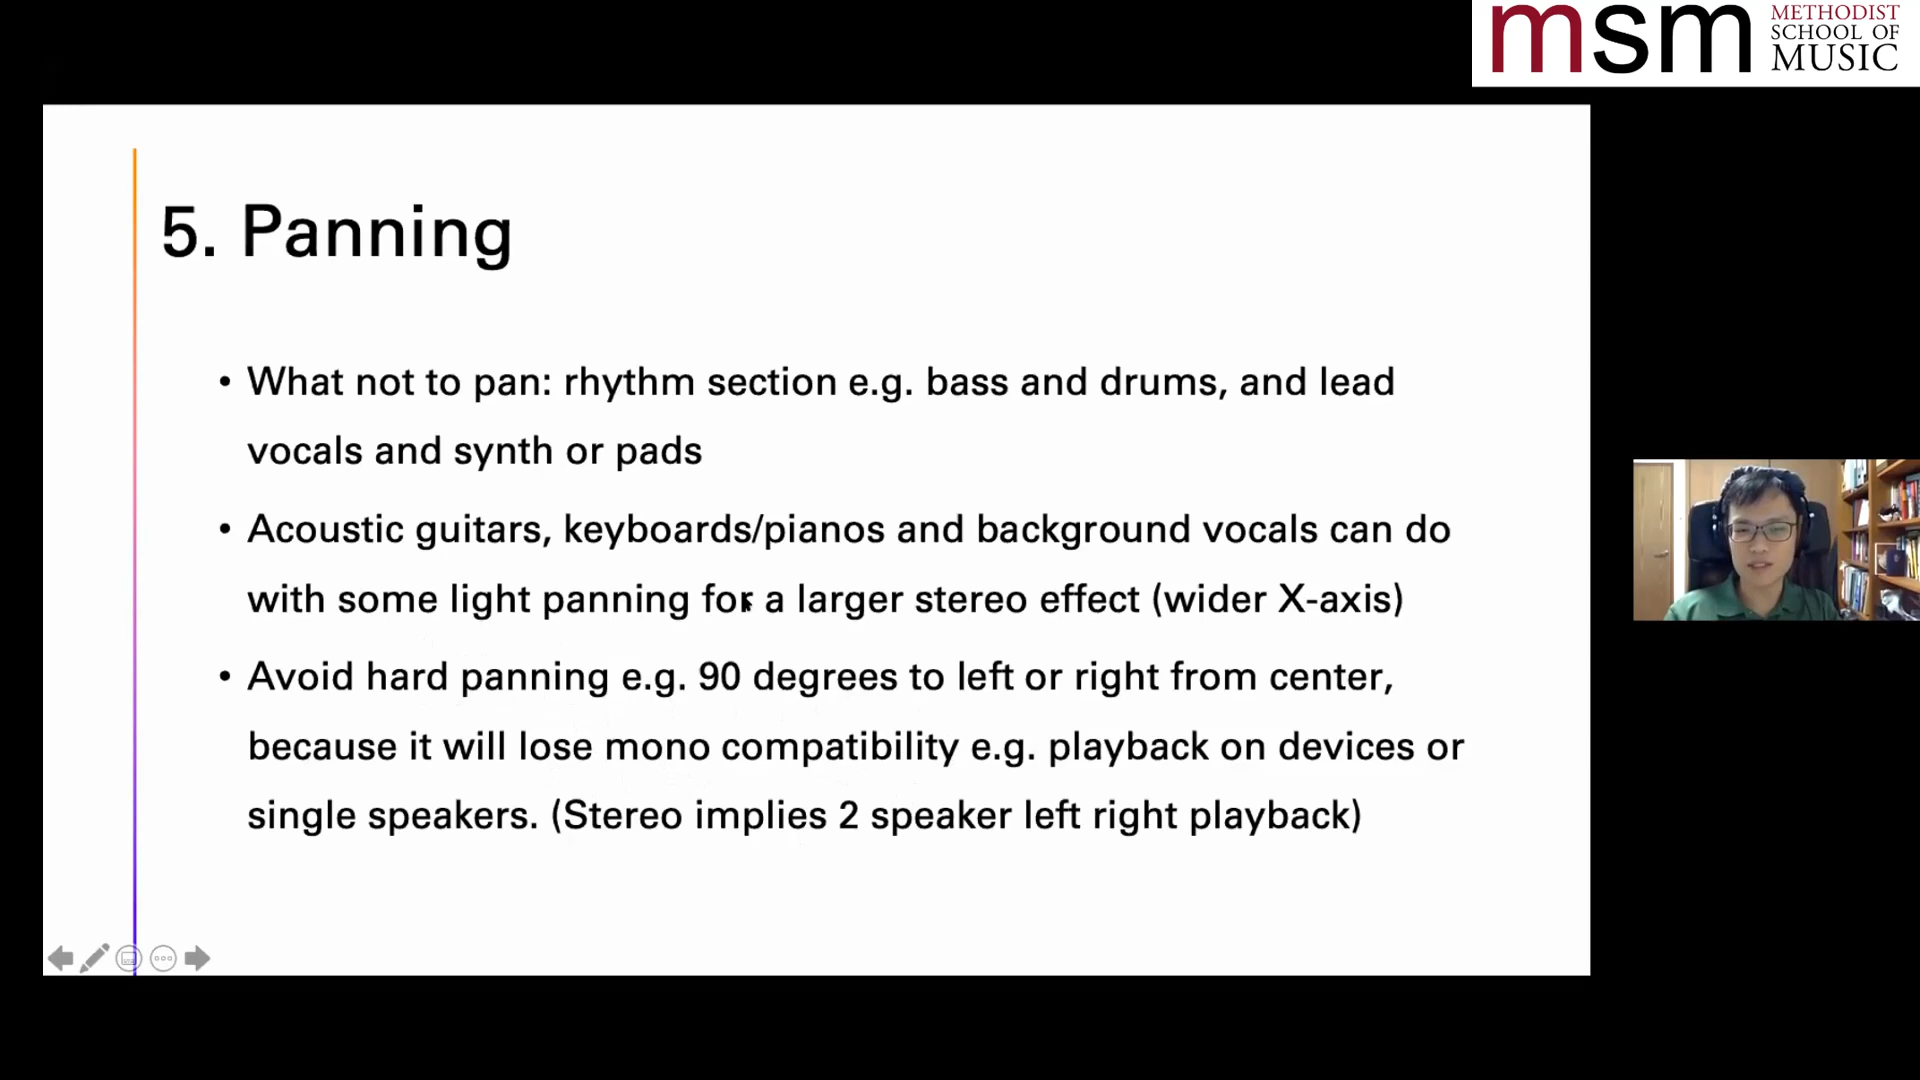 msm METHODIST
SCHOOL OF
MUSIC
5. Panning
• What not to pan: rhythm section e.g. bass and drums, and lead
vocals and synth or pads
• Acoustic guitars, keyboards/pianos and background vocals can do
with some light panning for a larger stereo effect (wider X-axis)
• Avoid hard panning e.g. 90 degrees to left or right from center,
because it will lose mono compatibility e.g. playback on devices or
single speakers. (Stereo implies 2 speaker left right playback)